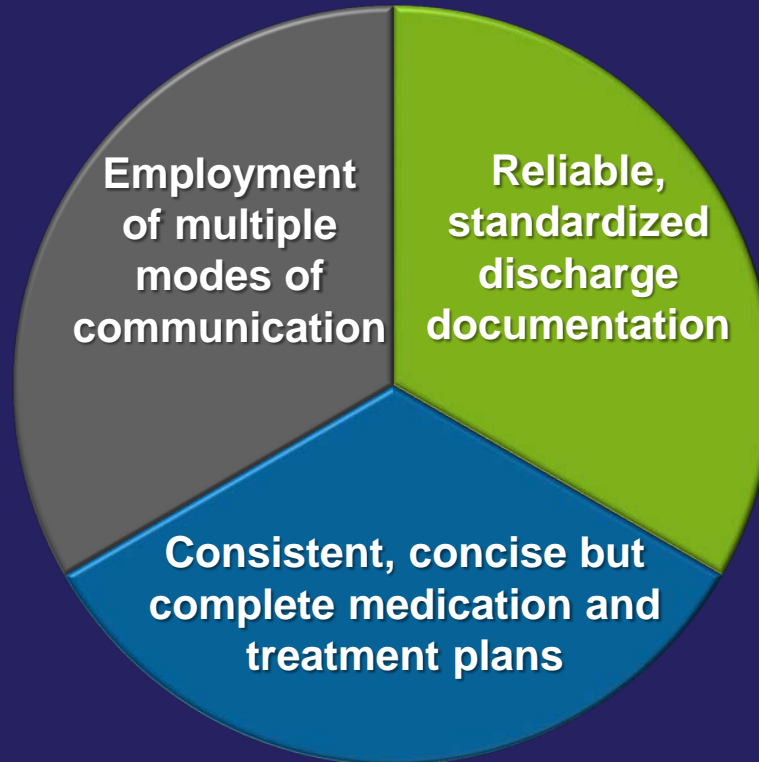 Employment
of multiple
modes of
communication
Reliable,
standardized
discharge
documentation
Consistent, concise but
complete medication and
treatment plans